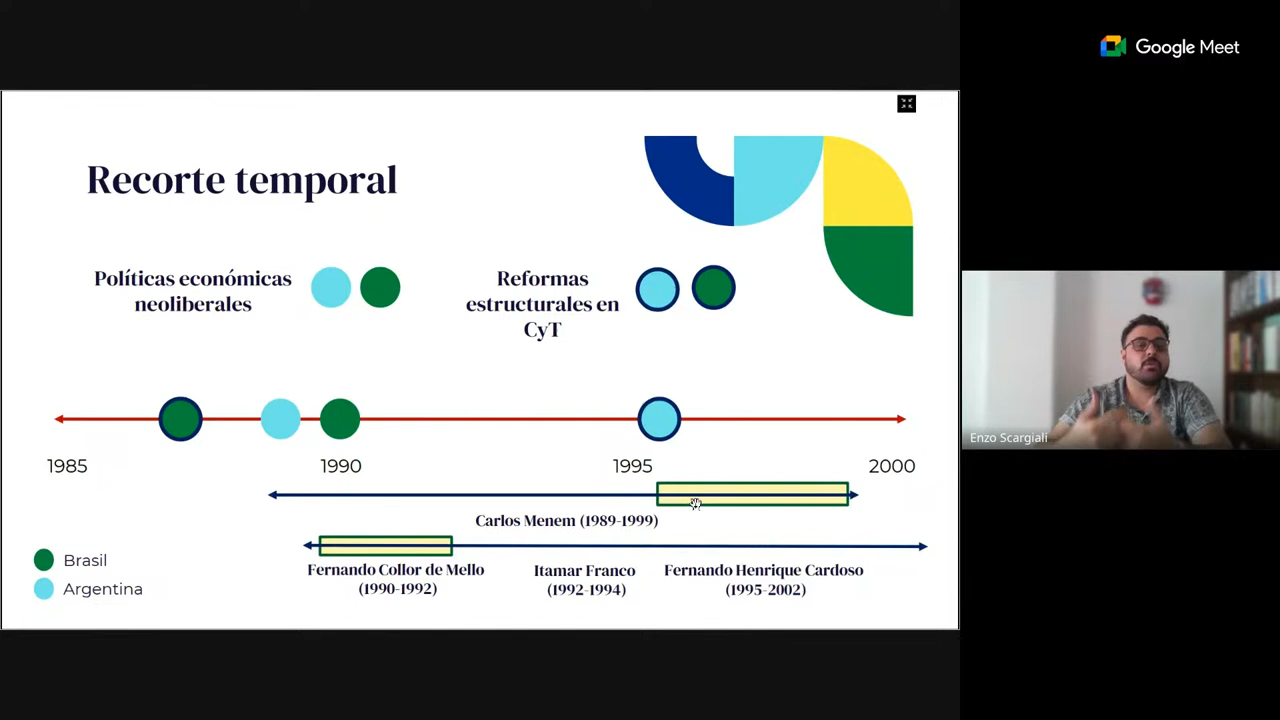 Google Meet
Recorte temporal
Políticas económicas
neoliberales
Reformas
estructurales en
CyT
1985
1990
1995
2000
Carlos Menem (1989-1999)
Fernando Collor de Mello
(1990-1992)
Itamar Franco
(1992-1994)
Fernando Henrique Cardoso
(1995-2002)
Brasil
Argentina
Enzo Scargiali